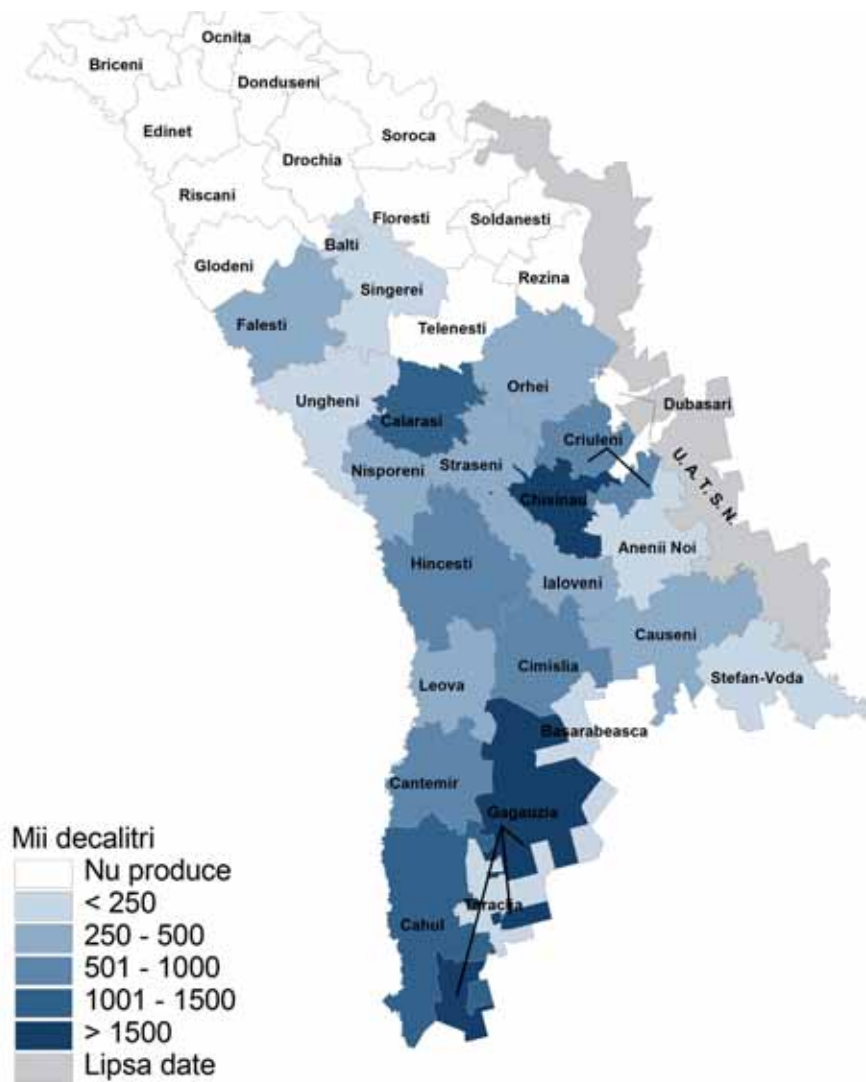 Ocnita
Briceni
Donduseni
Edinet
Soroca
Drochia
Riscani
Floresti
Soldanesti
Balti
Glodeni
Rezina
Singerei
Falesti
Telenesti
Orhei
Ungheni
Dubasari
Calarasi
Criuleni
Straseni
Nisporeni
U.A.T.S.N.
Chisinau
Anenii Noi
Hincesti
Ialoveni
Causeni
Cimislia
Stefan-Voda
Leova
Basarabeasca
Cantemir
Gagauzia
Taraclia
Cahul
Mii decalitri
Nu produce
< 250
250 - 500
501 - 1000
1001 - 1500
> 1500
Lipsa date